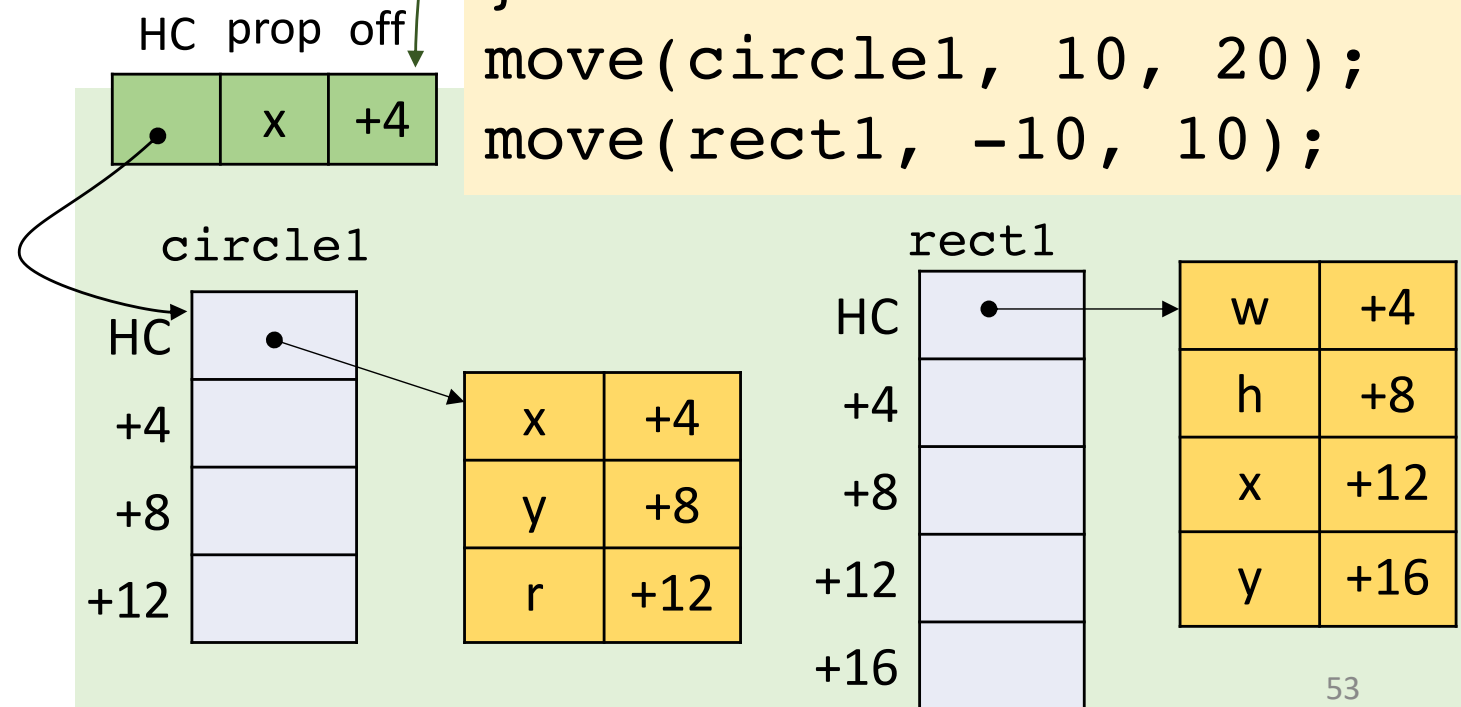 }
move(circle1, 10, 20);
move(rect1, -10, 10);
HC prop off
x +4
circle1
HC
+4
+8
+12
x +4
y +8
r +12
rect1
HC
+4
+8
+12
+16
w +4
h +8
x +12
y +16
53